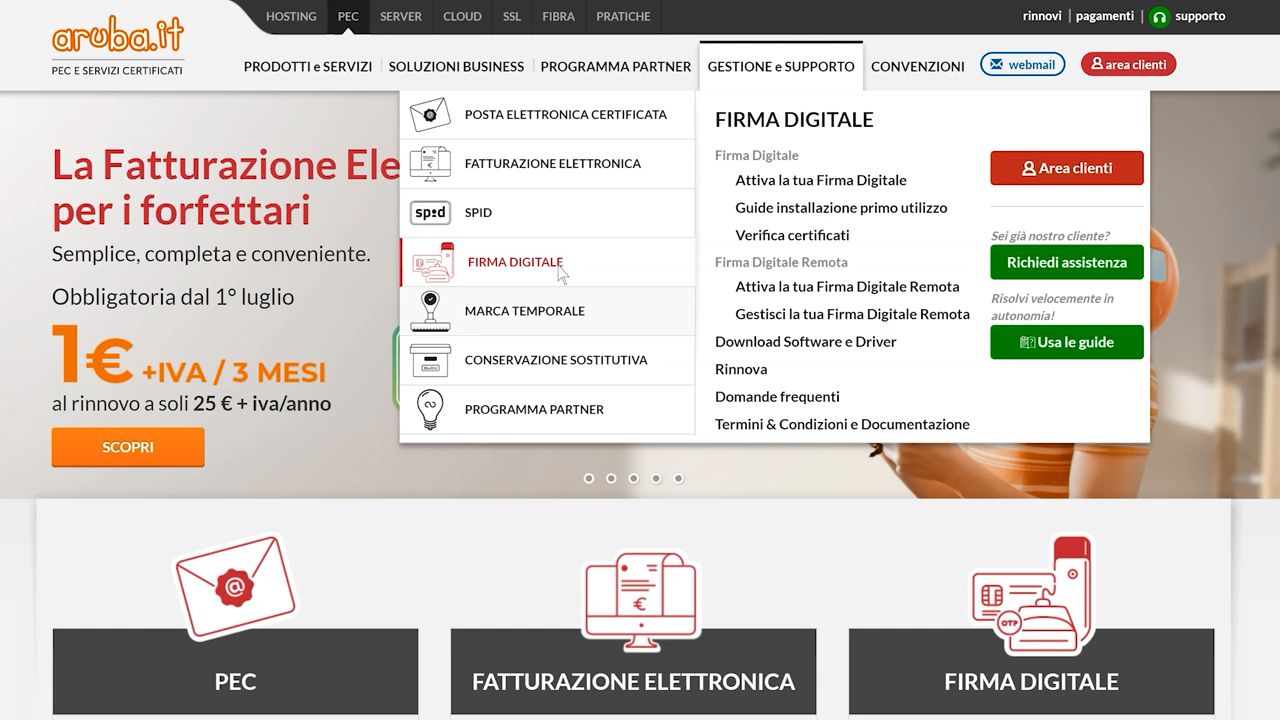 HOSTING PEC SERVER CLOUD SSL FIBRA PRATICHE
rinnovi | pagamenti | supporto
aruba.it
PEC E SERVIZI CERTIFICATI
PRODOTTI e SERVIZI SOLUZIONI BUSINESS PROGRAMMA PARTNER GESTIONE e SUPPORTO CONVENZIONI webmail area clienti
La Fatturazione Ele
per i forfettari
Semplice, completa e conveniente.
Obbligatoria dal 1° luglio
1€ +IVA / 3 MESI
al rinnovo a soli 25 € + iva/anno
SCOPRI
POSTA ELETTRONICA CERTIFICATA
FATTURAZIONE ELETTRONICA
sp:d SPID
FIRMA DIGITALE
MARCA TEMPORALE
CONSERVAZIONE SOSTITUTIVA
PROGRAMMA PARTNER
FIRMA DIGITALE
Firma Digitale
Attiva la tua Firma Digitale
Guide installazione primo utilizzo
Verifica certificati
Firma Digitale Remota
Attiva la tua Firma Digitale Remota
Gestisci la tua Firma Digitale Remota
Download Software e Driver
Rinnova
Domande frequenti
Termini & Condizioni e Documentazione
Area clienti
Sei già nostro cliente?
Richiedi assistenza
Risolvi velocemente in
autonomia!
Usa le guide
@
€
OTP
PEC
FATTURAZIONE ELETTRONICA
FIRMA DIGITALE